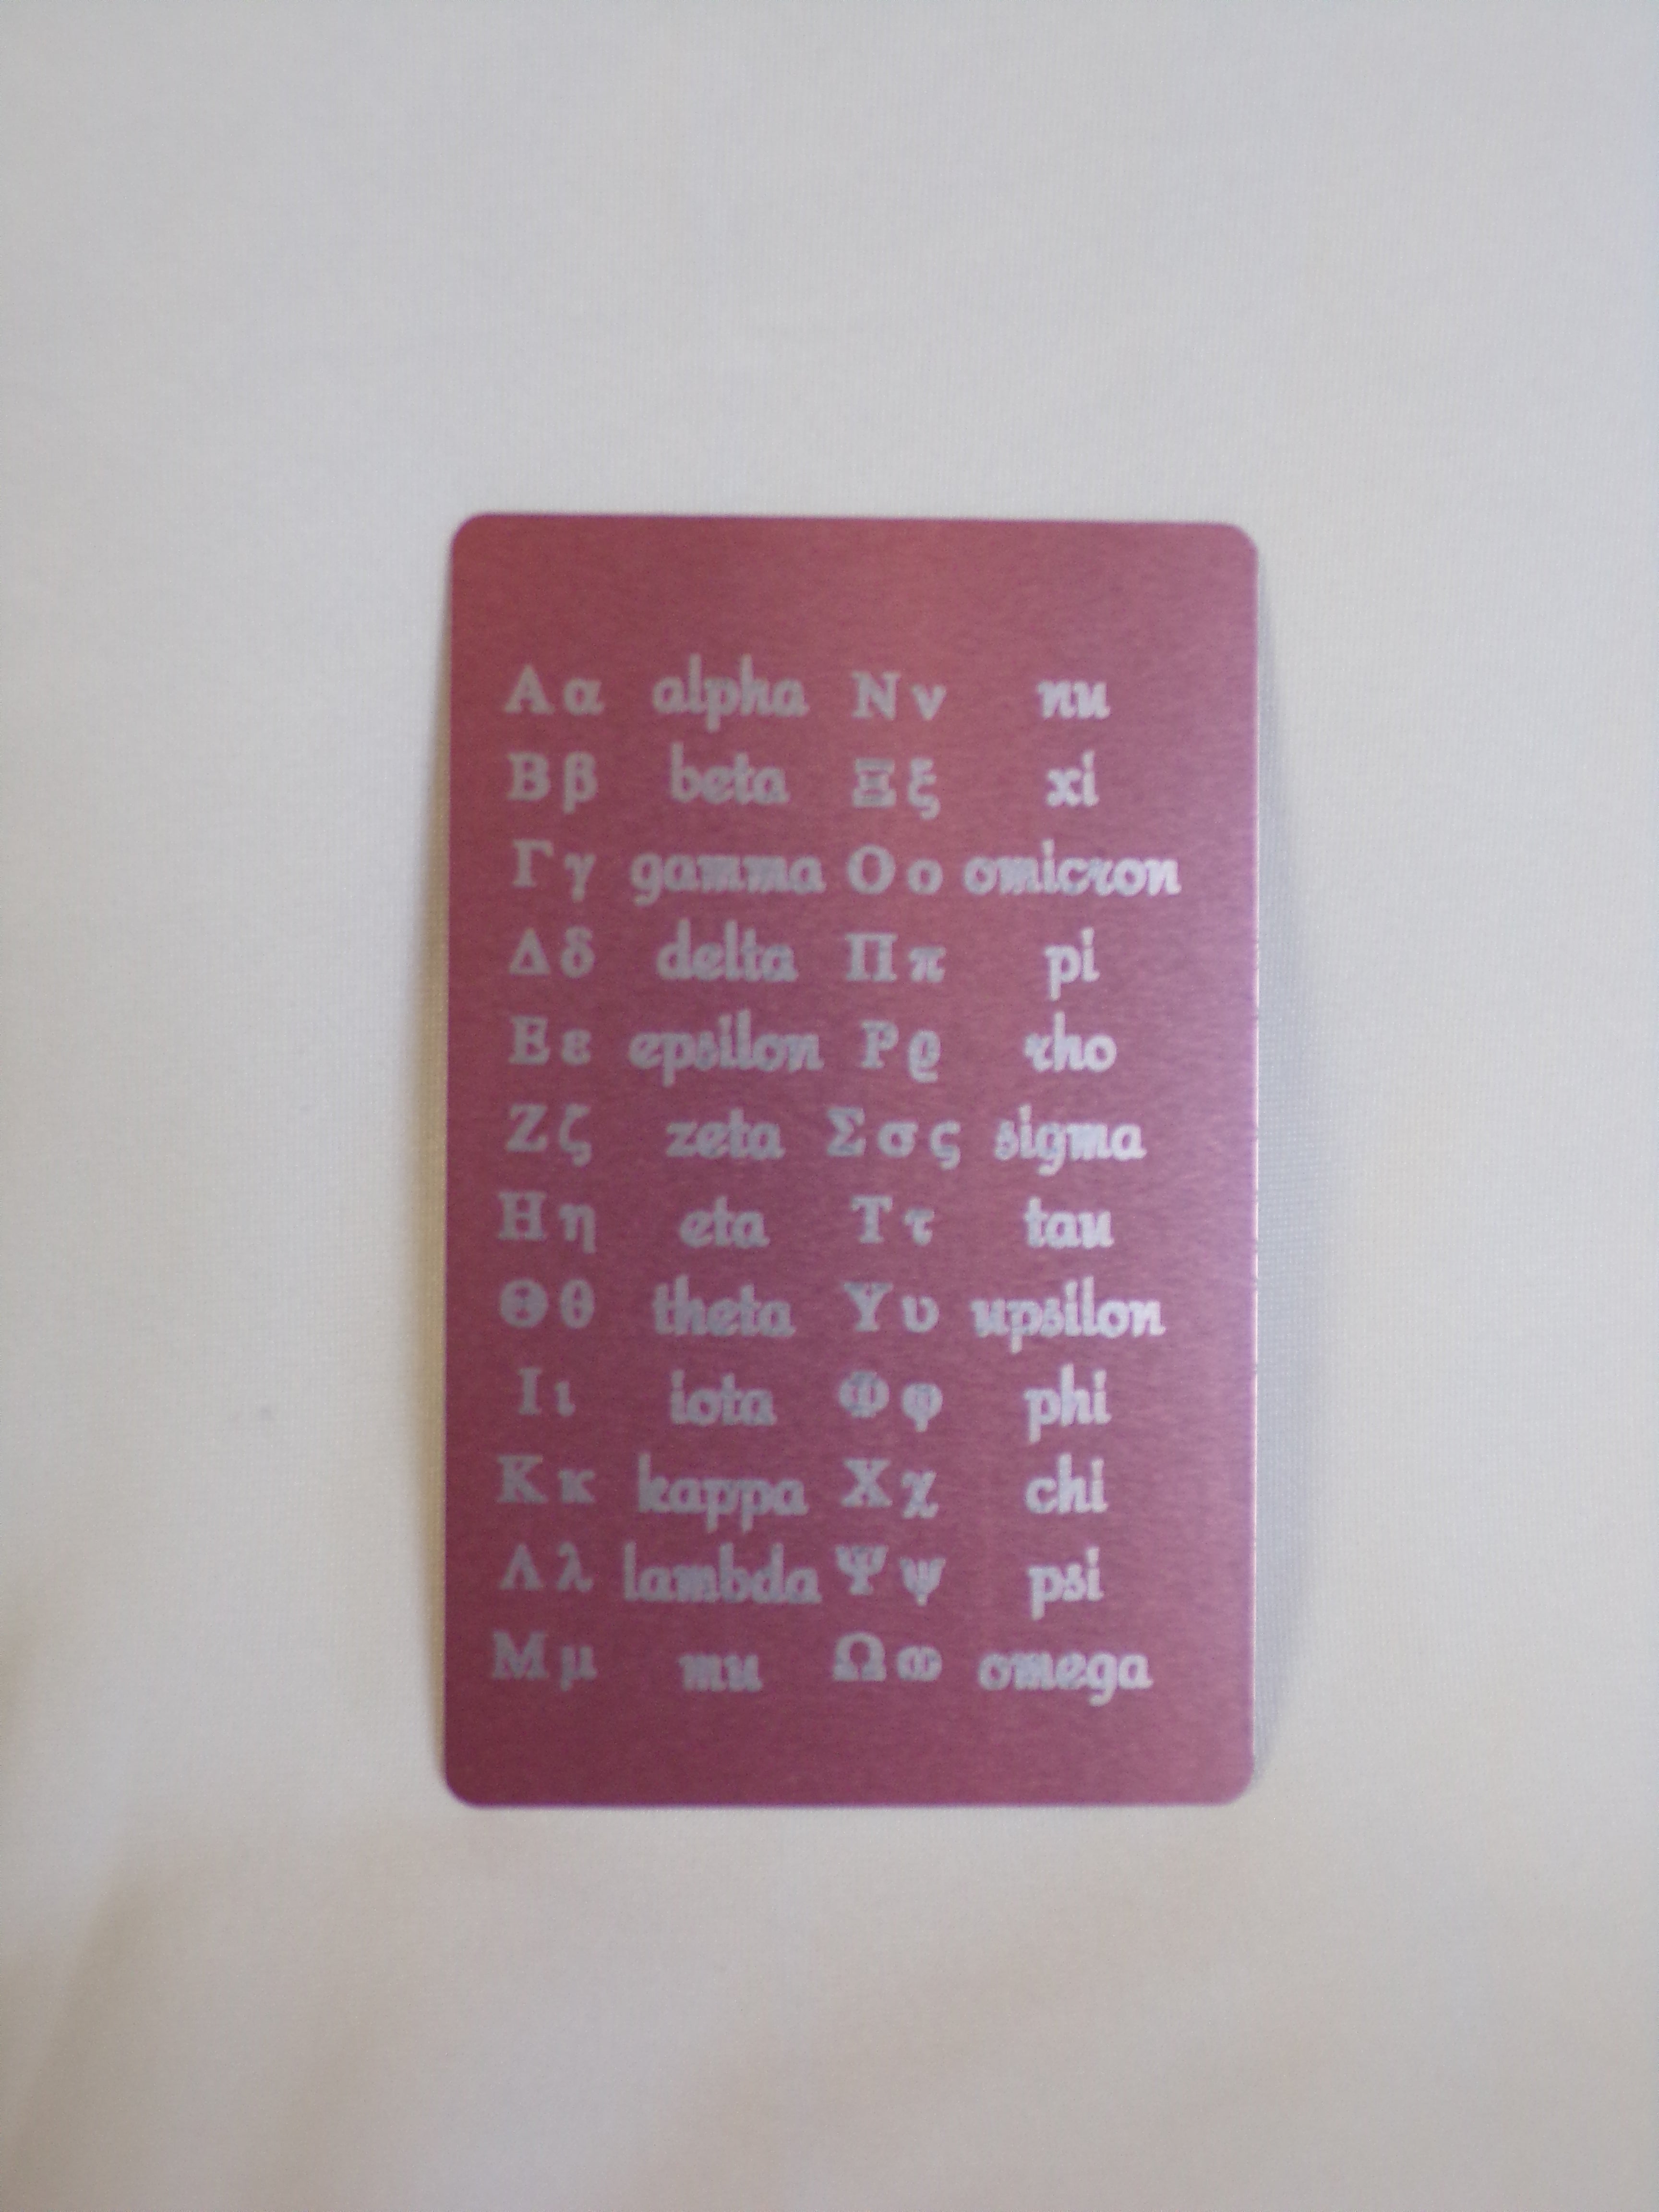 Α α alpha Ν ν nu
Β β beta Ξ ξ xi
Γ γ gamma Ο ο omicron
Δ δ delta Π π pi
Ε ε epsilon Ρ ϱ rho
Ζ ζ zeta Σ σ ς sigma
Η η eta Τ τ tau
Θ θ theta Υ υ upsilon
Ι ι iota Φ φ phi
Κ κ kappa Χ χ chi
Λ λ lambda Ψ ψ psi
Μ μ mu Ω ω omega